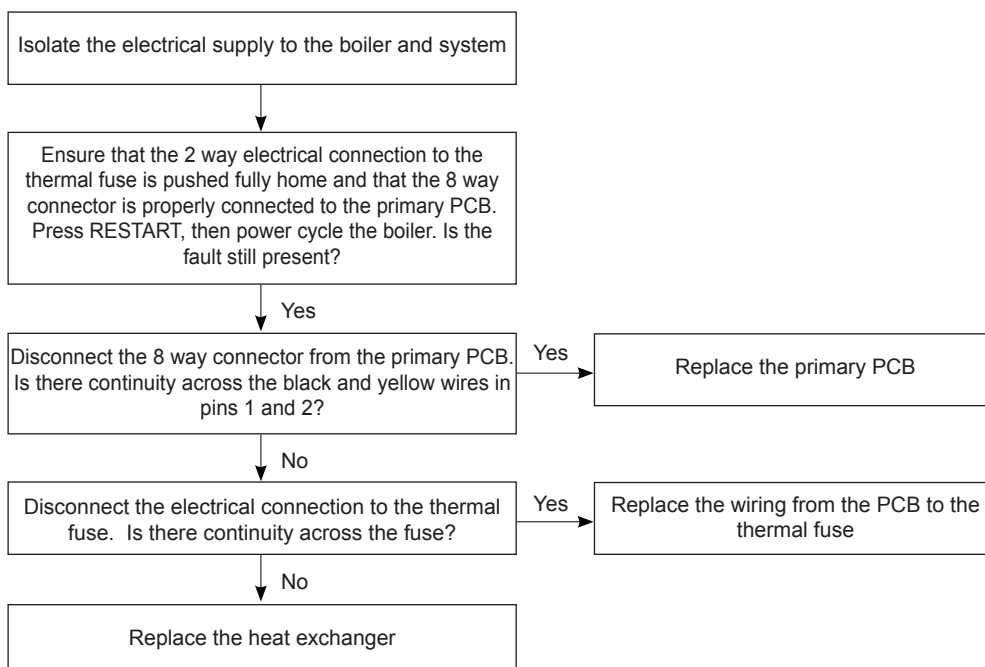 Isolate the electrical supply to the boiler and system
Ensure that the 2 way electrical connection to the
thermal fuse is pushed fully home and that the 8 way
connector is properly connected to the primary PCB.
Press RESTART, then power cycle the boiler. Is the
fault still present?
Yes
Disconnect the 8 way connector from the primary PCB.
Is there continuity across the black and yellow wires in
pins 1 and 2?
Yes
Replace the primary PCB
No
Disconnect the electrical connection to the thermal
fuse. Is there continuity across the fuse?
Yes
Replace the wiring from the PCB to the
thermal fuse
No
Replace the heat exchanger